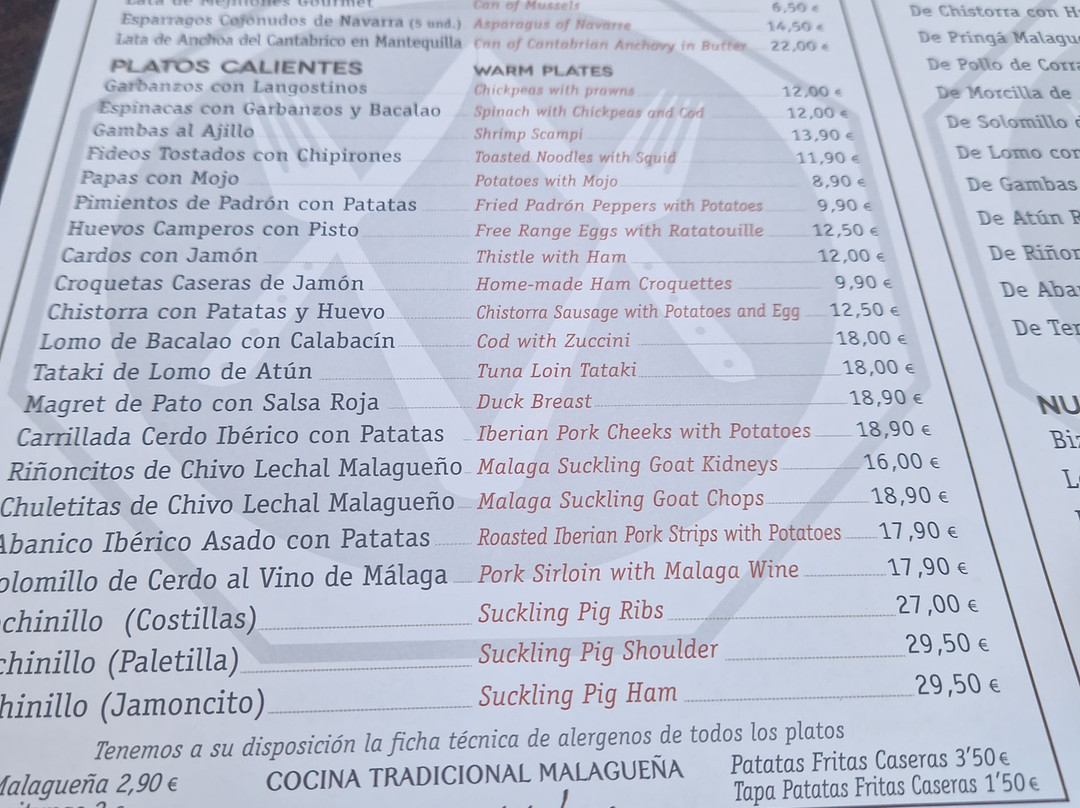 Lata de Mejillones Gourmet Can of Mussels 6,50 €
Esparragos Cojonudos de Navarra (5 und.) Asparagus of Navarre 14,50 €
Lata de Anchoa del Cantabrico en Mantequilla Can of Cantabrian Anchovy in Butter 22,00 €
PLATOS CALIENTES WARM PLATES
Garbanzos con Langostinos Chickpeas with prawns 12,00 €
Espinacas con Garbanzos y Bacalao Spinach with Chickpeas and Cod 12,00 €
Gambas al Ajillo Shrimp Scampi 13,90 €
Fideos Tostados con Chipirones Toasted Noodles with Squid 11,90 €
Papas con Mojo Potatoes with Mojo 8,90 €
Pimientos de Padrón con Patatas Fried Padrón Peppers with Potatoes 9,90 €
Huevos Camperos con Pisto Free Range Eggs with Ratatouille 12,50 €
Cardos con Jamón Thistle with Ham 12,00 €
Croquetas Caseras de Jamón Home-made Ham Croquettes 9,90 €
Chistorra con Patatas y Huevo Chistorra Sausage with Potatoes and Egg 12,50 €
Lomo de Bacalao con Calabacín Cod with Zuccini 18,00 €
Tataki de Lomo de Atún Tuna Loin Tataki 18,00 €
Magret de Pato con Salsa Roja Duck Breast 18,90 €
Carrillada Cerdo Ibérico con Patatas Iberian Pork Cheeks with Potatoes 18,90 €
Riñoncitos de Chivo Lechal Malagueño Malaga Suckling Goat Kidneys 16,00 €
Chuletitas de Chivo Lechal Malagueño Malaga Suckling Goat Chops 18,90 €
Abanico Ibérico Asado con Patatas Roasted Iberian Pork Strips with Potatoes 17,90 €
olomillo de Cerdo al Vino de Málaga Pork Sirloin with Malaga Wine 17,90 €
chinillo (Costillas) Suckling Pig Ribs 27,00 €
chinillo (Paletilla) Suckling Pig Shoulder 29,50 €
hinillo (Jamoncito) Suckling Pig Ham 29,50 €
Tenemos a su disposición la ficha técnica de alergenos de todos los platos
Malagueña 2,90 €
COCINA TRADICIONAL MALAGUEÑA
Patatas Fritas Caseras 3'50 €
Tapa Patatas Fritas Caseras 1'50 €
De Chistorra con H
De Pringá Malagu
De Pollo de Corra
De Morcilla de
De Solomillo
De Lomo con
De Gambas
De Atún R
De Riñon
De Aba
De Ter
NU
Biz